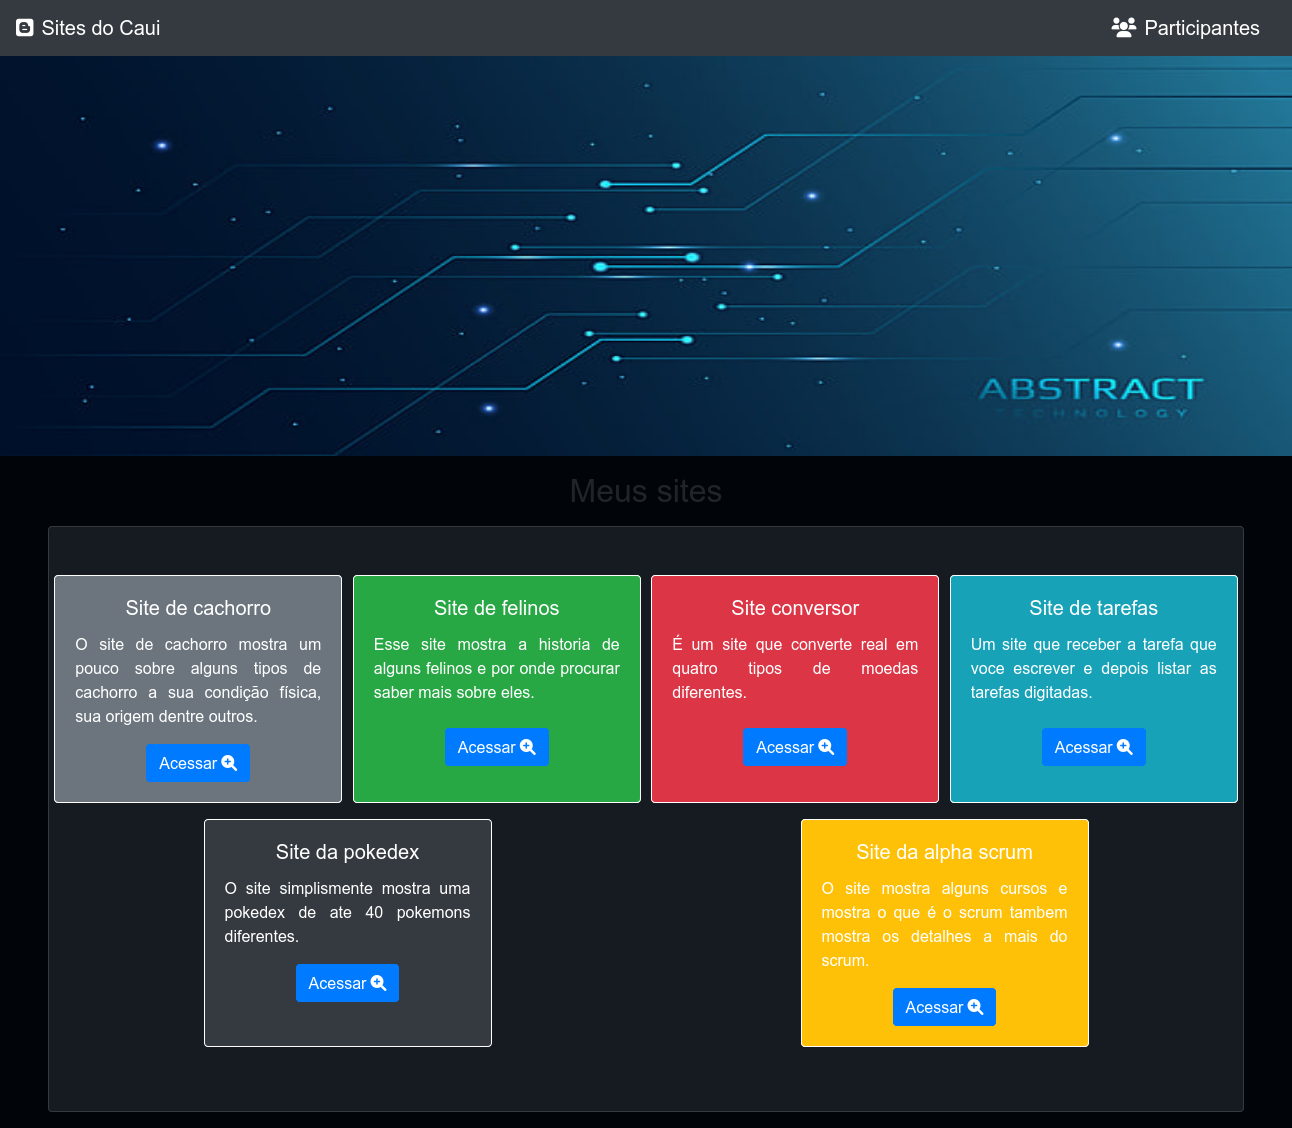 Sites do Caui
Participantes
ABSTRACT
TECHNOLOGY
Meus sites
Site de cachorro
O site de cachorro mostra um
pouco sobre alguns tipos de
cachorro a sua condição física,
sua origem dentre outros.
Acessar
Site de felinos
Esse site mostra a historia de
alguns felinos e por onde procurar
saber mais sobre eles.
Acessar
Site conversor
É um site que converte real em
quatro tipos de moedas
diferentes.
Acessar
Site de tarefas
Um site que receber a tarefa que
voce escrever e depois listar as
tarefas digitadas.
Acessar
Site da pokedex
O site simplismente mostra uma
pokedex de ate 40 pokemons
diferentes.
Acessar
Site da alpha scrum
O site mostra alguns cursos e
mostra o que é o scrum tambem
mostra os detalhes a mais do
scrum.
Acessar